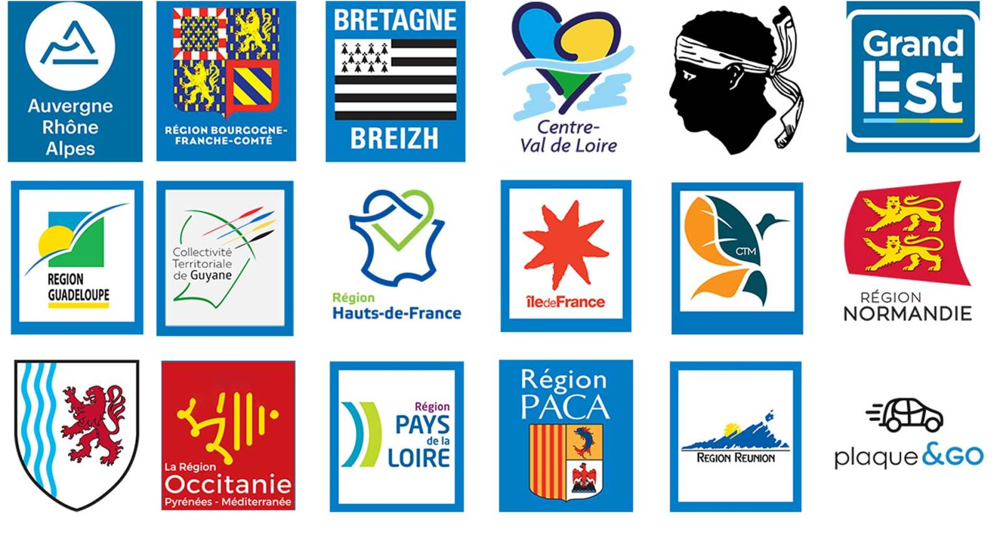 Auvergne
Rhône
Alpes
RÉGION BOURGOGNE-
FRANCHE-COMTÉ
BRETAGNE
BREIZH
Centre-
Val de Loire
Grand
Est
REGION
GUADELOUPE
Collectivité
Territoriale
de Guyane
Région
Hauts-de-France
îledeFrance
CTM
RÉGION
NORMANDIE
La Région
Occitanie
Pyrénées - Méditerranée
Région
PAYS
de la
LOIRE
Région
PACA
REGION REUNION
plaque &GO